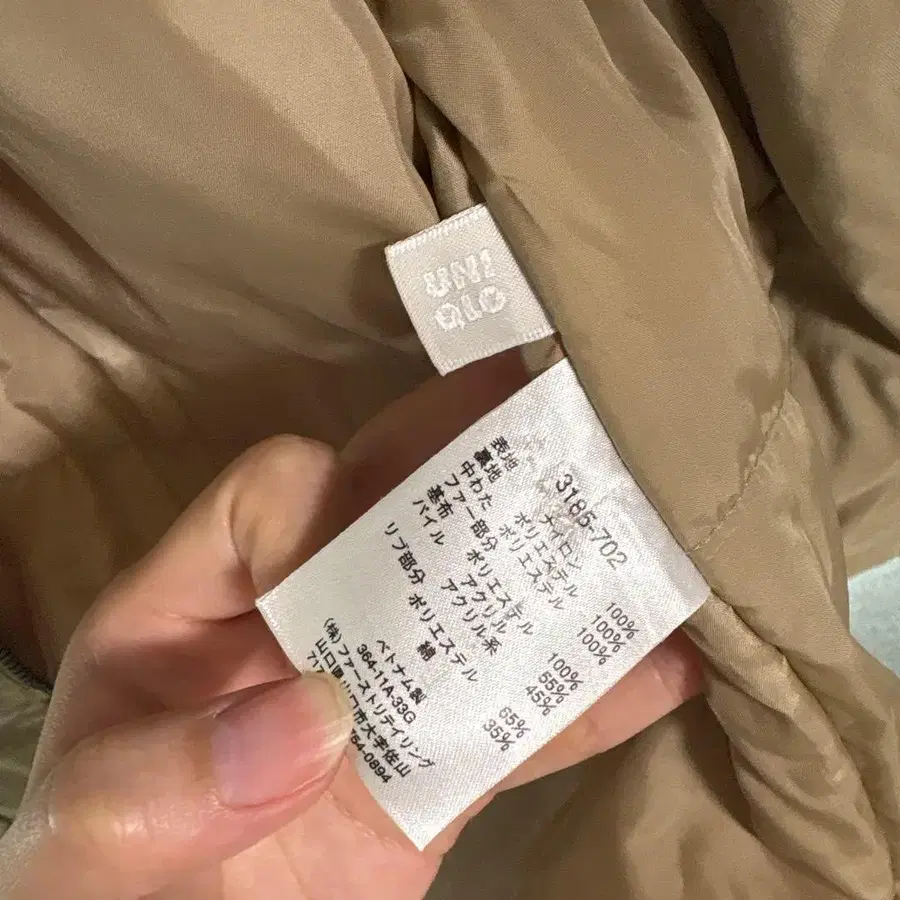 UNI
QLO
3185-702
表地 ナイロン 100%
裏地 ポリエステル 100%
中わた ポリエステル 100%
ファー部分
基布 ポリエステル 100%
パイル アクリル 55%
アクリル系 45%
リブ部分 ポリエステル 65%
綿 35%
ベトナム製
364-11A-33G
(株)ファーストリテイリング
山口市大字佐山
0894